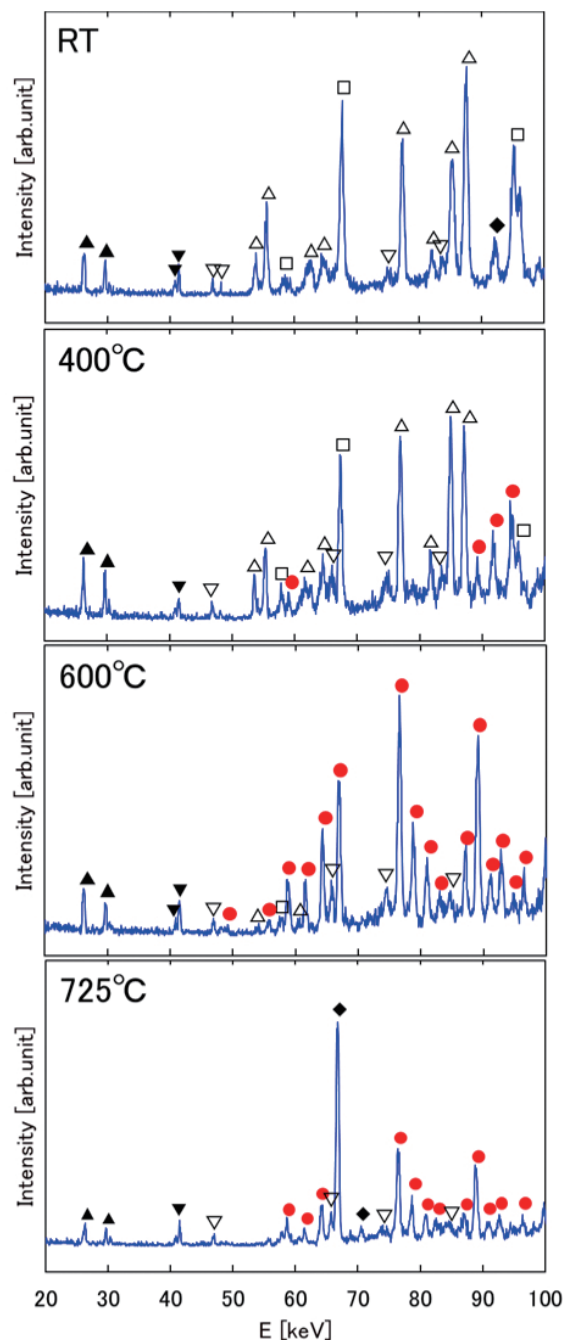 RT
Intensity [arb.unit]
400℃
Intensity [arb.unit]
600℃
Intensity [arb.unit]
725℃
Intensity [arb.unit]
20 30 40 50 60 70 80 90 100
E [keV]